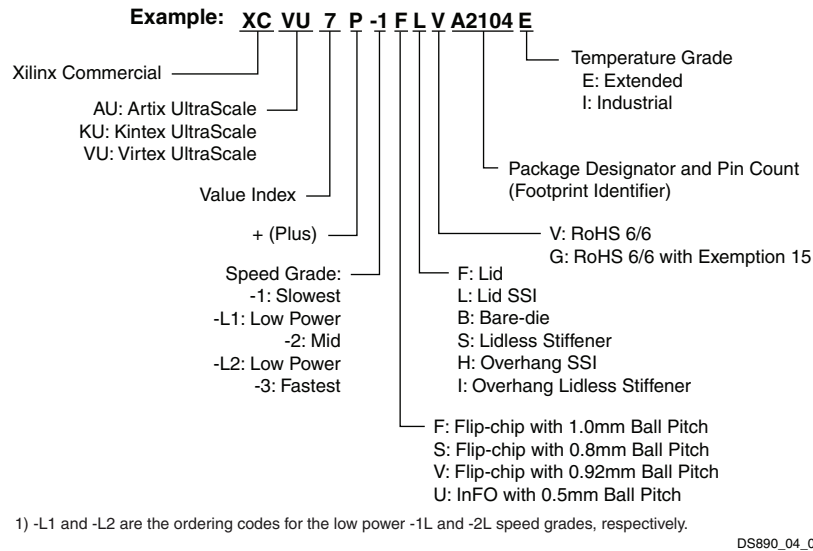 Example: XC VU 7 P -1 F L V A2104 E
Xilinx Commercial
AU: Artix UltraScale
KU: Kintex UltraScale
VU: Virtex UltraScale
Value Index
+ (Plus)
Speed Grade:
-1: Slowest
-L1: Low Power
-2: Mid
-L2: Low Power
-3: Fastest
Temperature Grade
E: Extended
I: Industrial
Package Designator and Pin Count
(Footprint Identifier)
V: RoHS 6/6
G: RoHS 6/6 with Exemption 15
F: Lid
L: Lid SSI
B: Bare-die
S: Lidless Stiffener
H: Overhang SSI
I: Overhang Lidless Stiffener
F: Flip-chip with 1.0mm Ball Pitch
S: Flip-chip with 0.8mm Ball Pitch
V: Flip-chip with 0.92mm Ball Pitch
U: InFO with 0.5mm Ball Pitch
1) -L1 and -L2 are the ordering codes for the low power -1L and -2L speed grades, respectively.